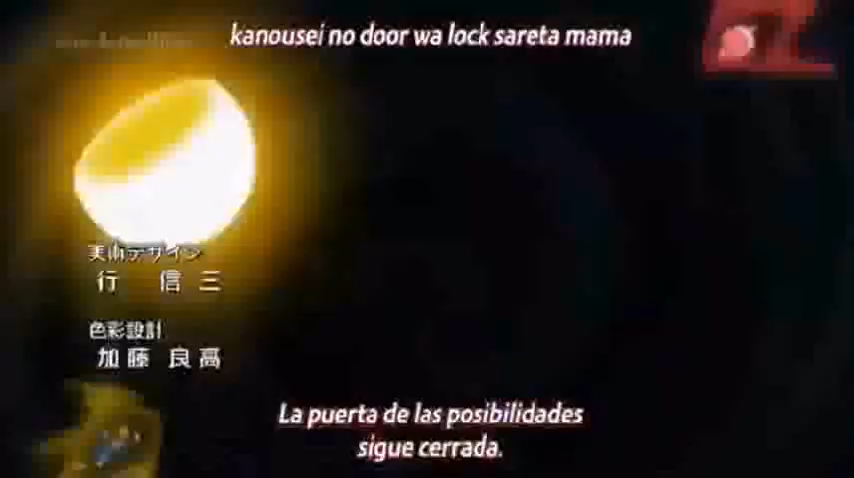 kanousei no door wa lock sareta mama
美術デザイン
行 信三
色彩設計
加藤 良高
La puerta de las posibilidades
sigue cerrada.